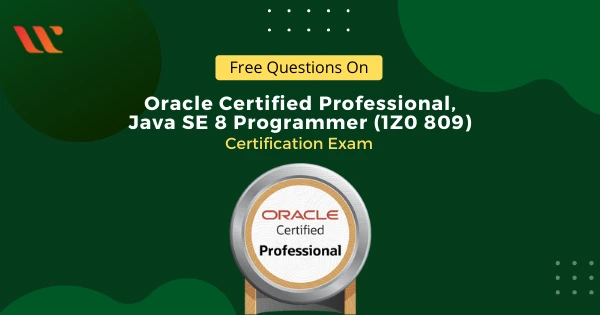 Free Questions On
Oracle Certified Professional,
Java SE 8 Programmer (1Z0 809)
Certification Exam
ORACLE
Certified
Professional